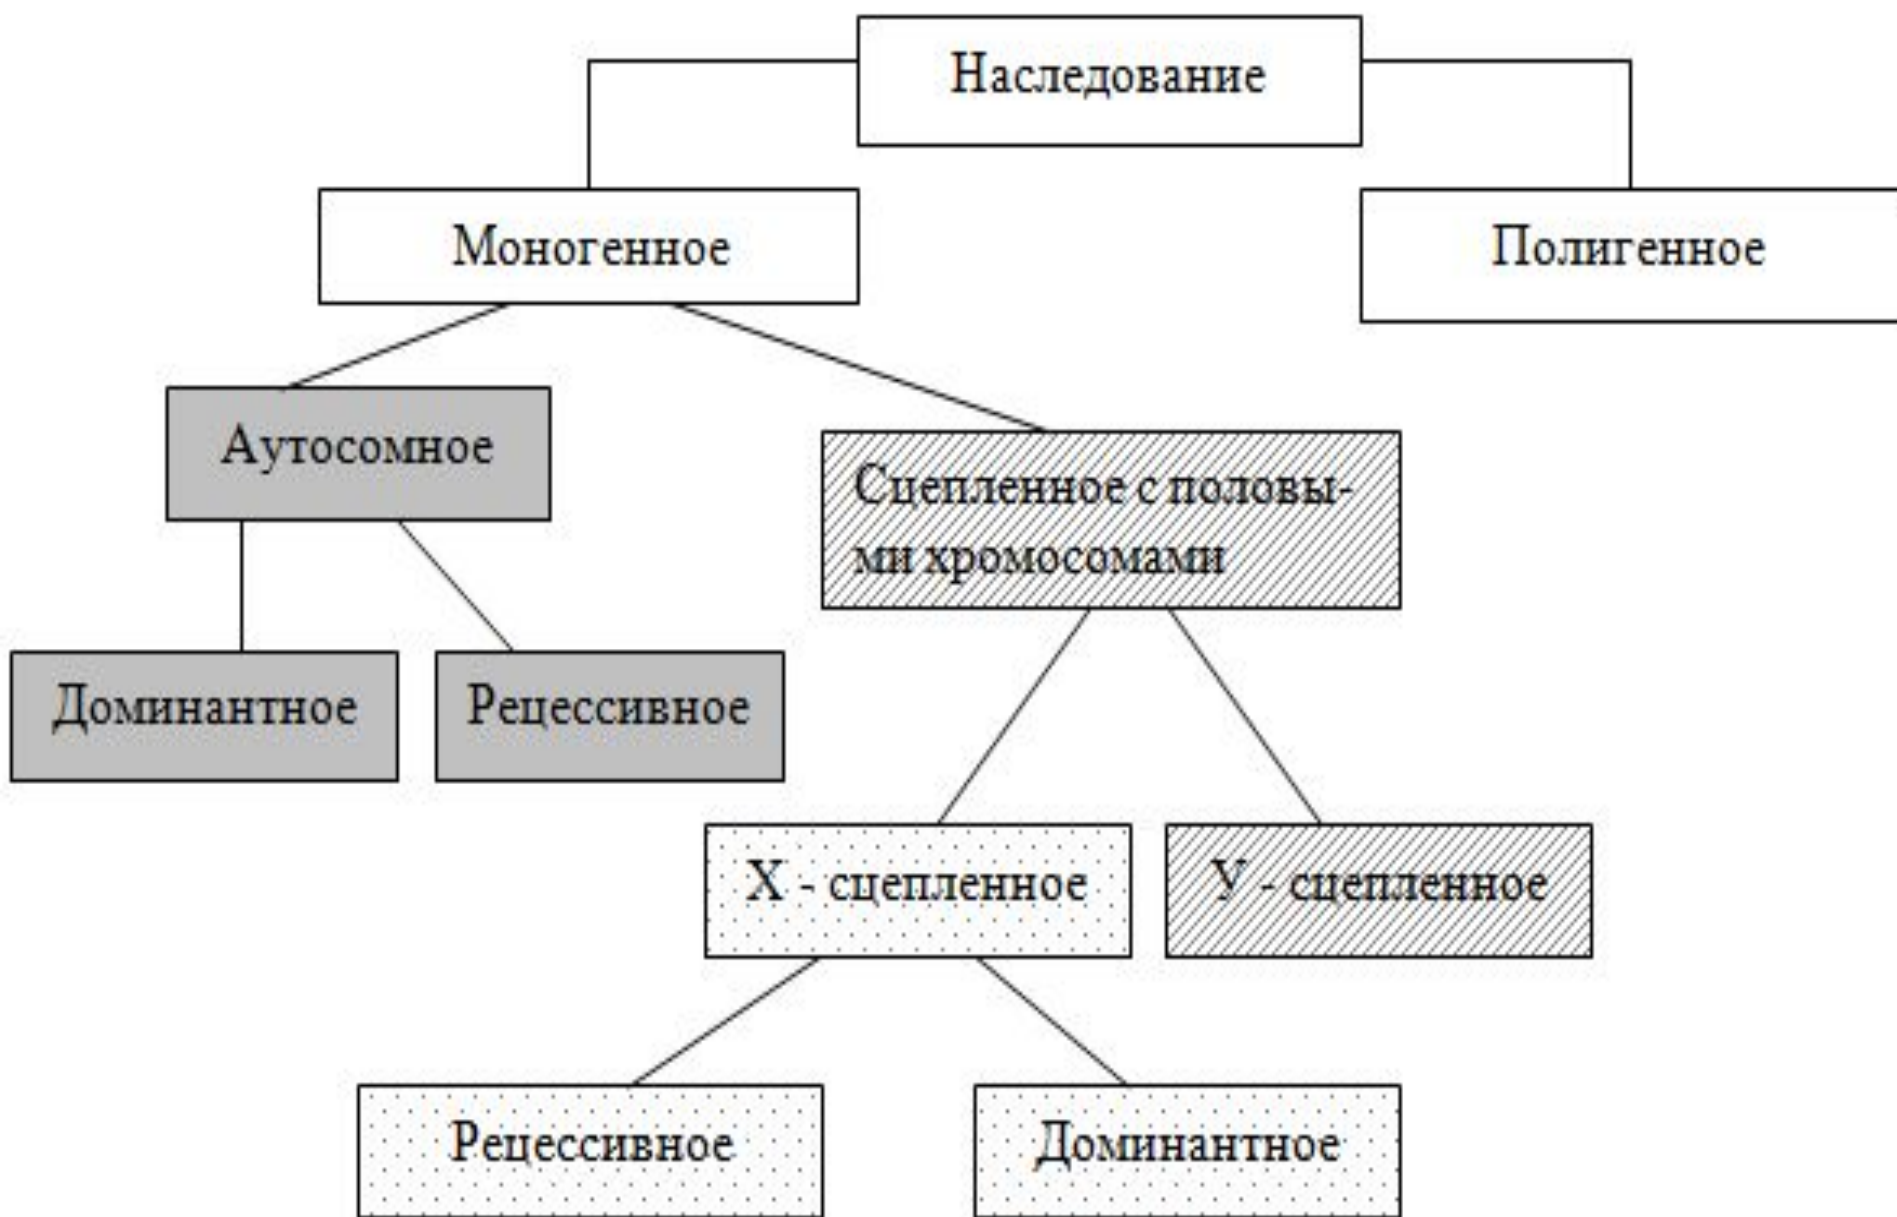 Наследование
Моногенное
Полигенное
Аутосомное
Сцепленное с половы-
ми хромосомами
Доминантное
Рецессивное
Х - сцепленное
У - сцепленное
Рецессивное
Доминантное